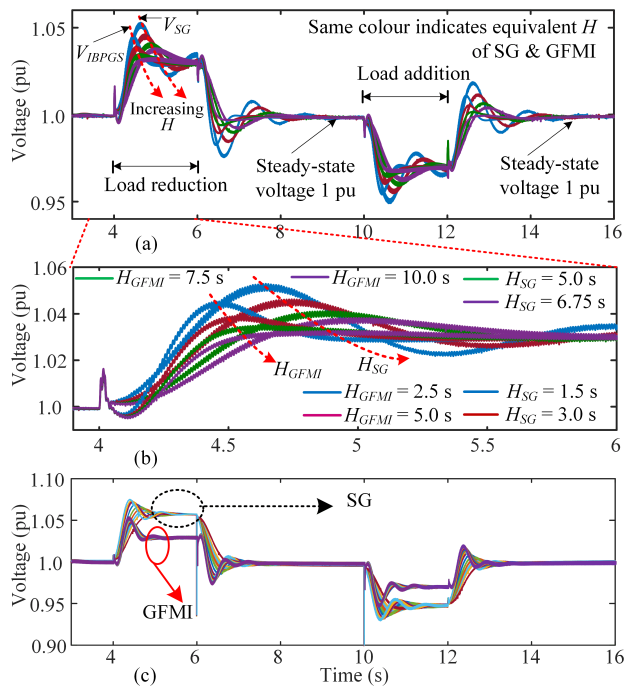 Same colour indicates equivalent H
of SG & GFMI
V_SG
V_IBPGS
Increasing
H
Load reduction
Load addition
Steady-state
voltage 1 pu
Steady-state
voltage 1 pu
Voltage (pu)
1.05
1.0
0.95
3 4 6 8 10 12 14 16
(a)
1.06
1.04
1.02
1.0
Voltage (pu)
H_GFMI = 7.5 s
H_GFMI = 10.0 s
H_SG = 5.0 s
H_SG = 6.75 s
H_GFMI
H_SG
H_GFMI = 2.5 s
H_SG = 1.5 s
H_GFMI = 5.0 s
H_SG = 3.0 s
4 4.5 5 5.5 6
(b)
1.10
1.05
1.0
0.95
0.90
Voltage (pu)
SG
GFMI
3 4 6 8 10 12 14 16
(c)
Time (s)